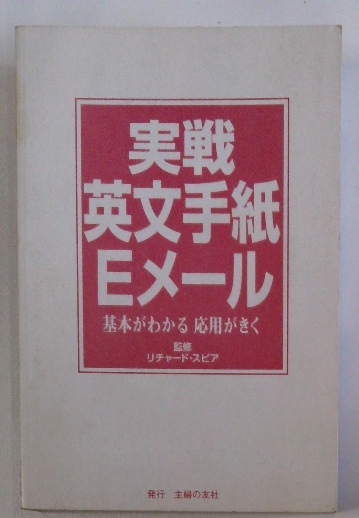 実戦
英文手紙
Eメール
基本がわかる 応用がきく
監修
リチャード・スピア
発行 主婦の友社